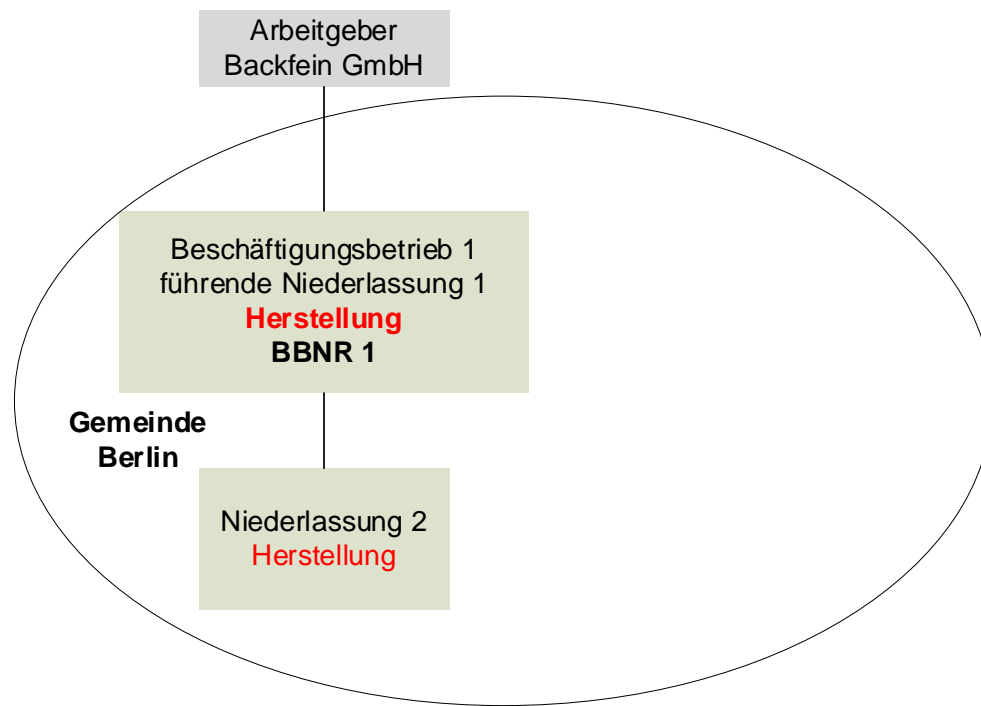 Arbeitgeber
Backfein GmbH
Beschäftigungsbetrieb 1
führende Niederlassung 1
Herstellung
BBNR 1
Gemeinde
Berlin
Niederlassung 2
Herstellung